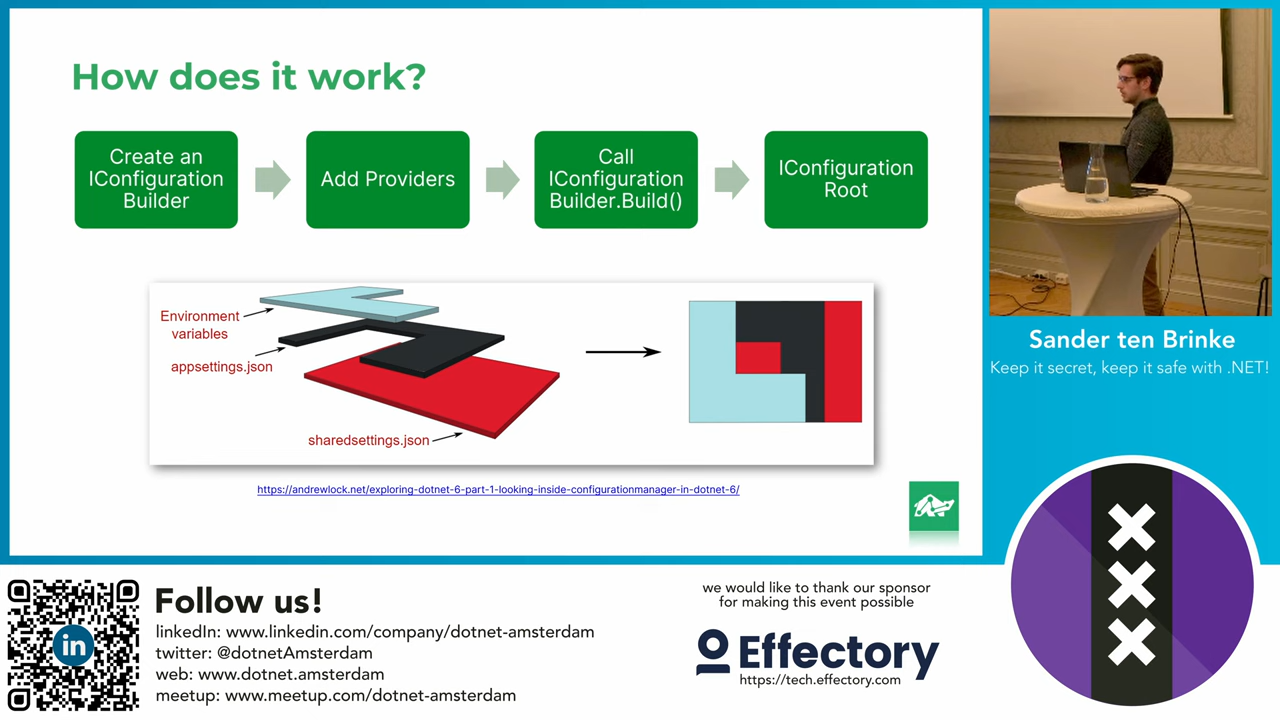 How does it work?
Create an
IConfiguration
Builder
Add Providers
Call
IConfiguration
Builder.Build()
IConfiguration
Root
Environment
variables
appsettings.json
sharedsettings.json
https://andrewlock.net/exploring-dotnet-6-part-1-looking-inside-configurationmanager-in-dotnet-6/
Sander ten Brinke
Keep it secret, keep it safe with .NET!
in
Follow us!
linkedIn: www.linkedin.com/company/dotnet-amsterdam
twitter: @dotnetAmsterdam
web: www.dotnet.amsterdam
meetup: www.meetup.com/dotnet-amsterdam
we would like to thank our sponsor
for making this event possible
Effectory
https://tech.effectory.com